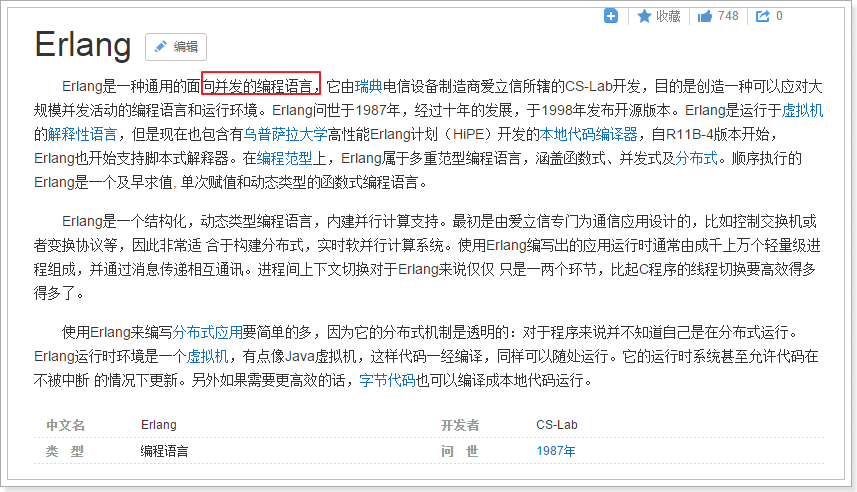 收藏 748 0
Erlang 编辑
Erlang是一种通用的面向并发的编程语言，它由瑞典电信设备制造商爱立信所辖的CS-Lab开发，目的是创造一种可以应对大
规模并发活动的编程语言和运行环境。Erlang问世于1987年，经过十年的发展，于1998年发布开源版本。Erlang是运行于虚拟机
的解释性语言，但是现在也包含有乌普萨拉大学高性能Erlang计划（HiPE）开发的本地代码编译器，自R11B-4版本开始，
Erlang也开始支持脚本式解释器。在编程范型上，Erlang属于多重范型编程语言，涵盖函数式、并发式及分布式。顺序执行的
Erlang是一个及早求值, 单次赋值和动态类型的函数式编程语言。
Erlang是一个结构化，动态类型编程语言，内建并行计算支持。最初是由爱立信专门为通信应用设计的，比如控制交换机或
者变换协议等，因此非常适 合于构建分布式，实时软并行计算系统。使用Erlang编写出的应用运行时通常由成千上万个轻量级进
程组成，并通过消息传递相互通讯。进程间上下文切换对于Erlang来说仅仅 只是一两个环节，比起C程序的线程切换要高效得多
得多了。
使用Erlang来编写分布式应用要简单的多，因为它的分布式机制是透明的：对于程序来说并不知道自己是在分布式运行。
Erlang运行时环境是一个虚拟机，有点像Java虚拟机，这样代码一经编译，同样可以随处运行。它的运行时系统甚至允许代码在
不被中断 的情况下更新。另外如果需要更高效的话，字节代码也可以编译成本地代码运行。
中文名 Erlang 开发者 CS-Lab
类 型 编程语言 问 世 1987年